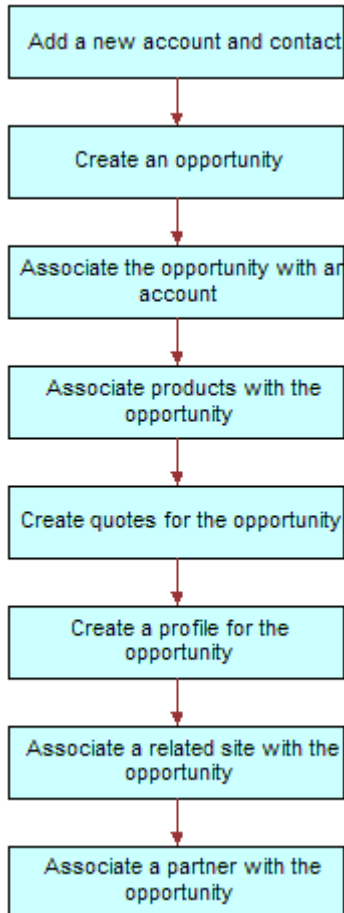 Add a new account and contact
Create an opportunity
Associate the opportunity with an
account
Associate products with the
opportunity
Create quotes for the opportunity
Create a profile for the
opportunity
Associate a related site with the
opportunity
Associate a partner with the
opportunity